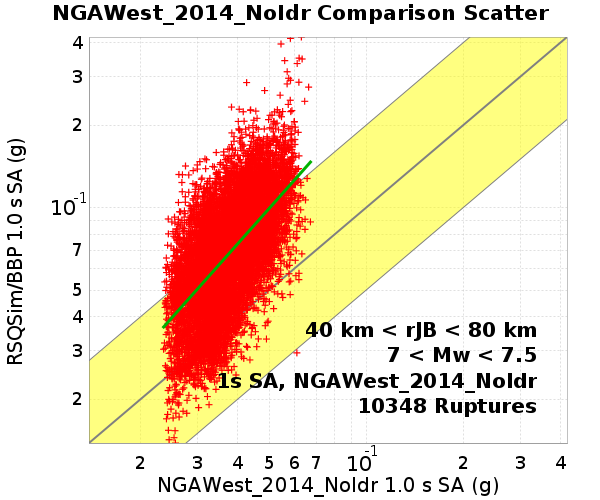 NGAWest_2014_NoIdr Comparison Scatter
4
3
2
10⁻¹
7
5
4
3
2
RSQSim/BBP 1.0 s SA (g)
40 km < rJB < 80 km
7 < Mw < 7.5
1s SA, NGAWest_2014_NoIdr
10348 Ruptures
2 3 4 5 6 7 10⁻¹ 2 3 4
NGAWest_2014_NoIdr 1.0 s SA (g)